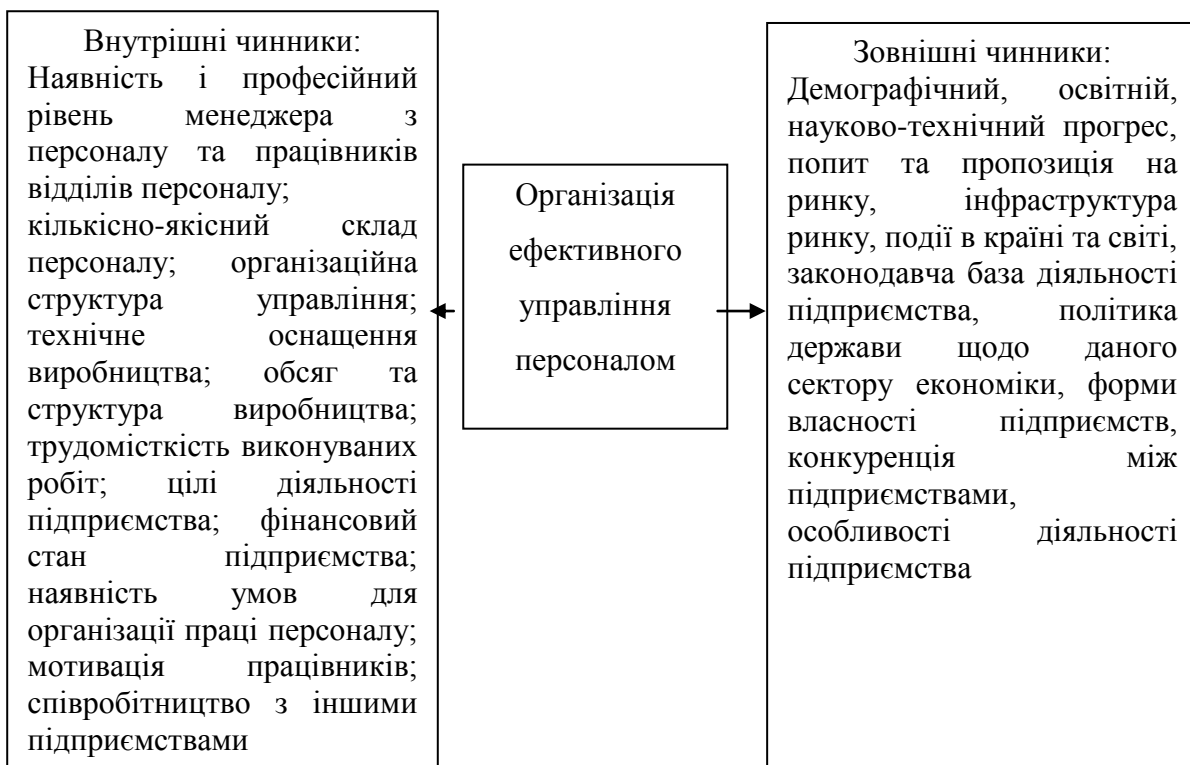 Внутрішні чинники:
Наявність і професійний
рівень менеджера з
персоналу та працівників
відділів персоналу;
кількісно-якісний склад
персоналу; організаційна
структура управління;
технічне оснащення
виробництва; обсяг та
структура виробництва;
трудомісткість виконуваних
робіт; цілі діяльності
підприємства; фінансовий
стан підприємства;
наявність умов для
організації праці персоналу;
мотивація працівників;
співробітництво з іншими
підприємствами
Організація
ефективного
управління
персоналом
Зовнішні чинники:
Демографічний, освітній,
науково-технічний прогрес,
попит та пропозиція на
ринку, інфраструктура
ринку, події в країні та світі,
законодавча база діяльності
підприємства, політика
держави щодо даного
сектору економіки, форми
власності підприємств,
конкуренція між
підприємствами,
особливості діяльності
підприємства